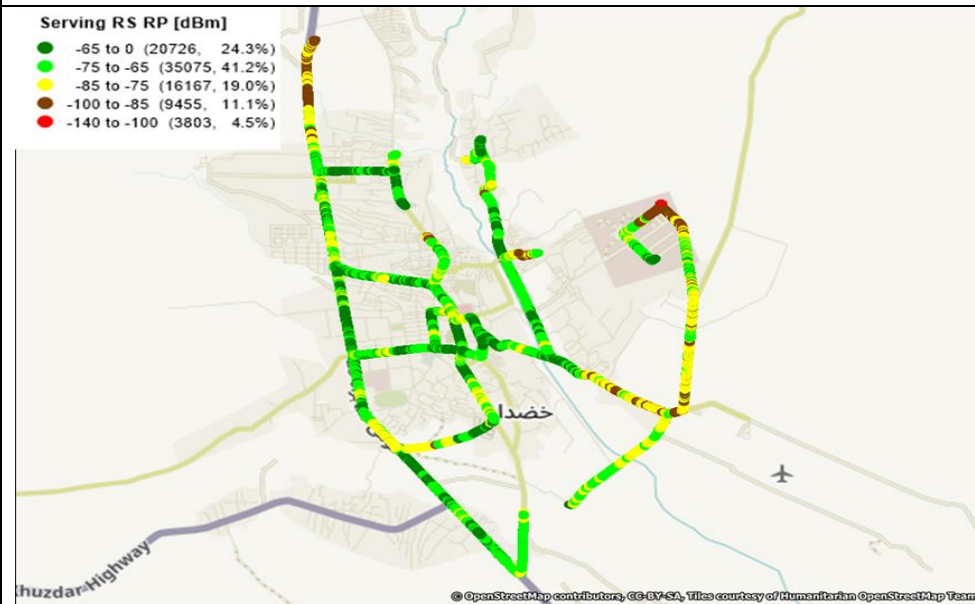 Serving RS RP [dBm]
-65 to 0 (20726, 24.3%)
-75 to -65 (35075, 41.2%)
-85 to -75 (16167, 19.0%)
-100 to -85 (9455, 11.1%)
-140 to -100 (3803, 4.5%)
خضدا
huzdar-Highway
© OpenStreetMap contributors, CC-BY-SA, Tiles courtesy of Humanitarian OpenStreetMap Team